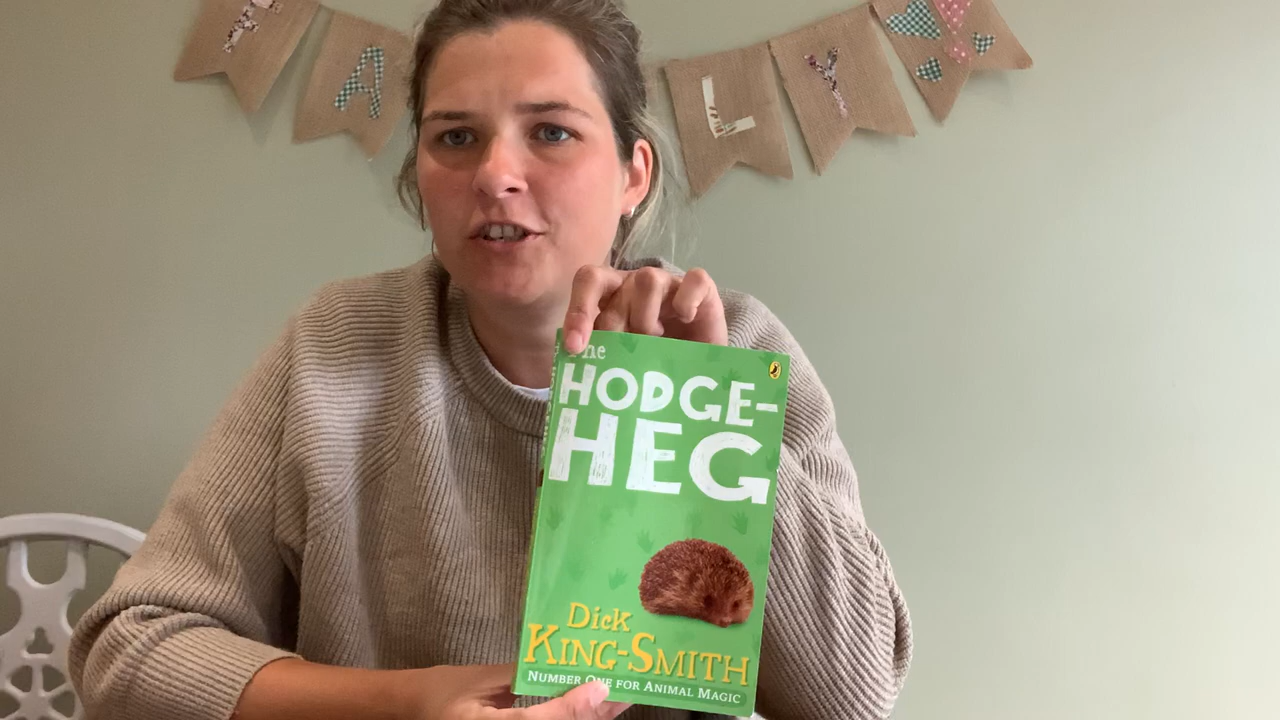 A
L
Y
The
HODGE-
HEG
Dick
KING-SMITH
NUMBER ONE FOR ANIMAL MAGIC